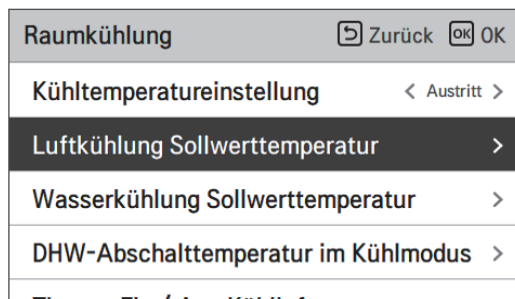 Raumkühlung Zurück OK OK
Kühltemperatureinstellung < Austritt >
Luftkühlung Sollwerttemperatur >
Wasserkühlung Sollwerttemperatur >
DHW-Abschalttemperatur im Kühlmodus >